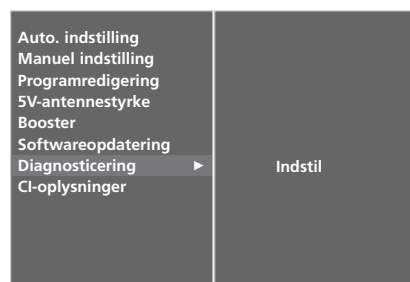 Auto. indstilling
Manuel indstilling
Programredigering
5V-antennestyrke
Booster
Softwareopdatering
Diagnosticering ► Indstil
CI-oplysninger